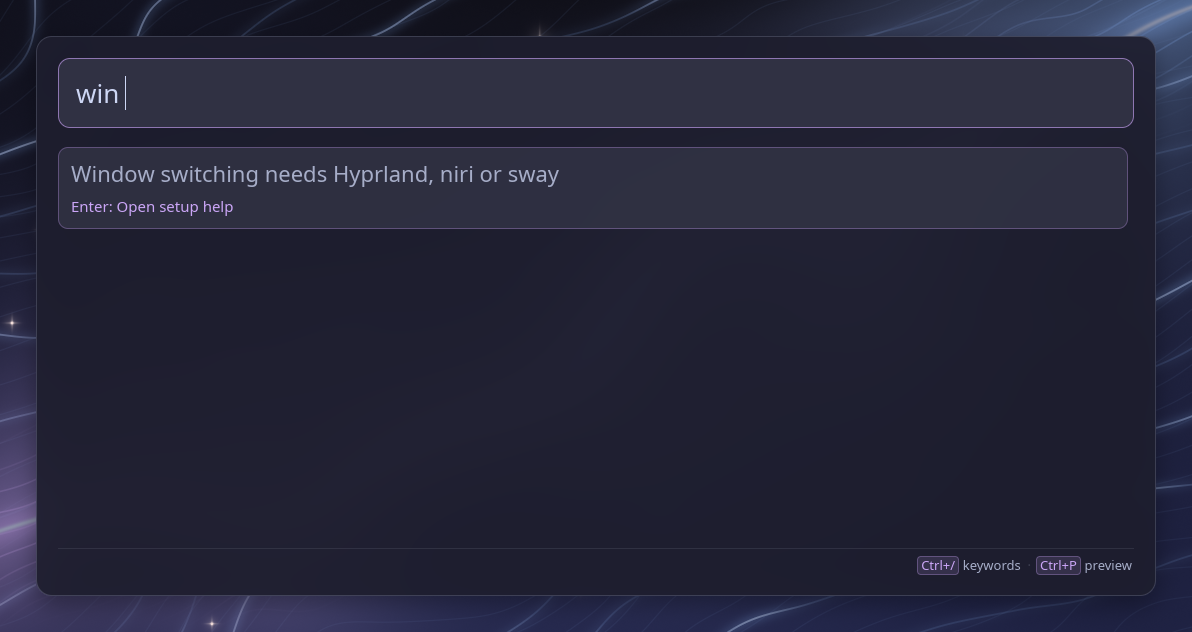 win
Window switching needs Hyprland, niri or sway
Enter: Open setup help
Ctrl+/ keywords · Ctrl+P preview